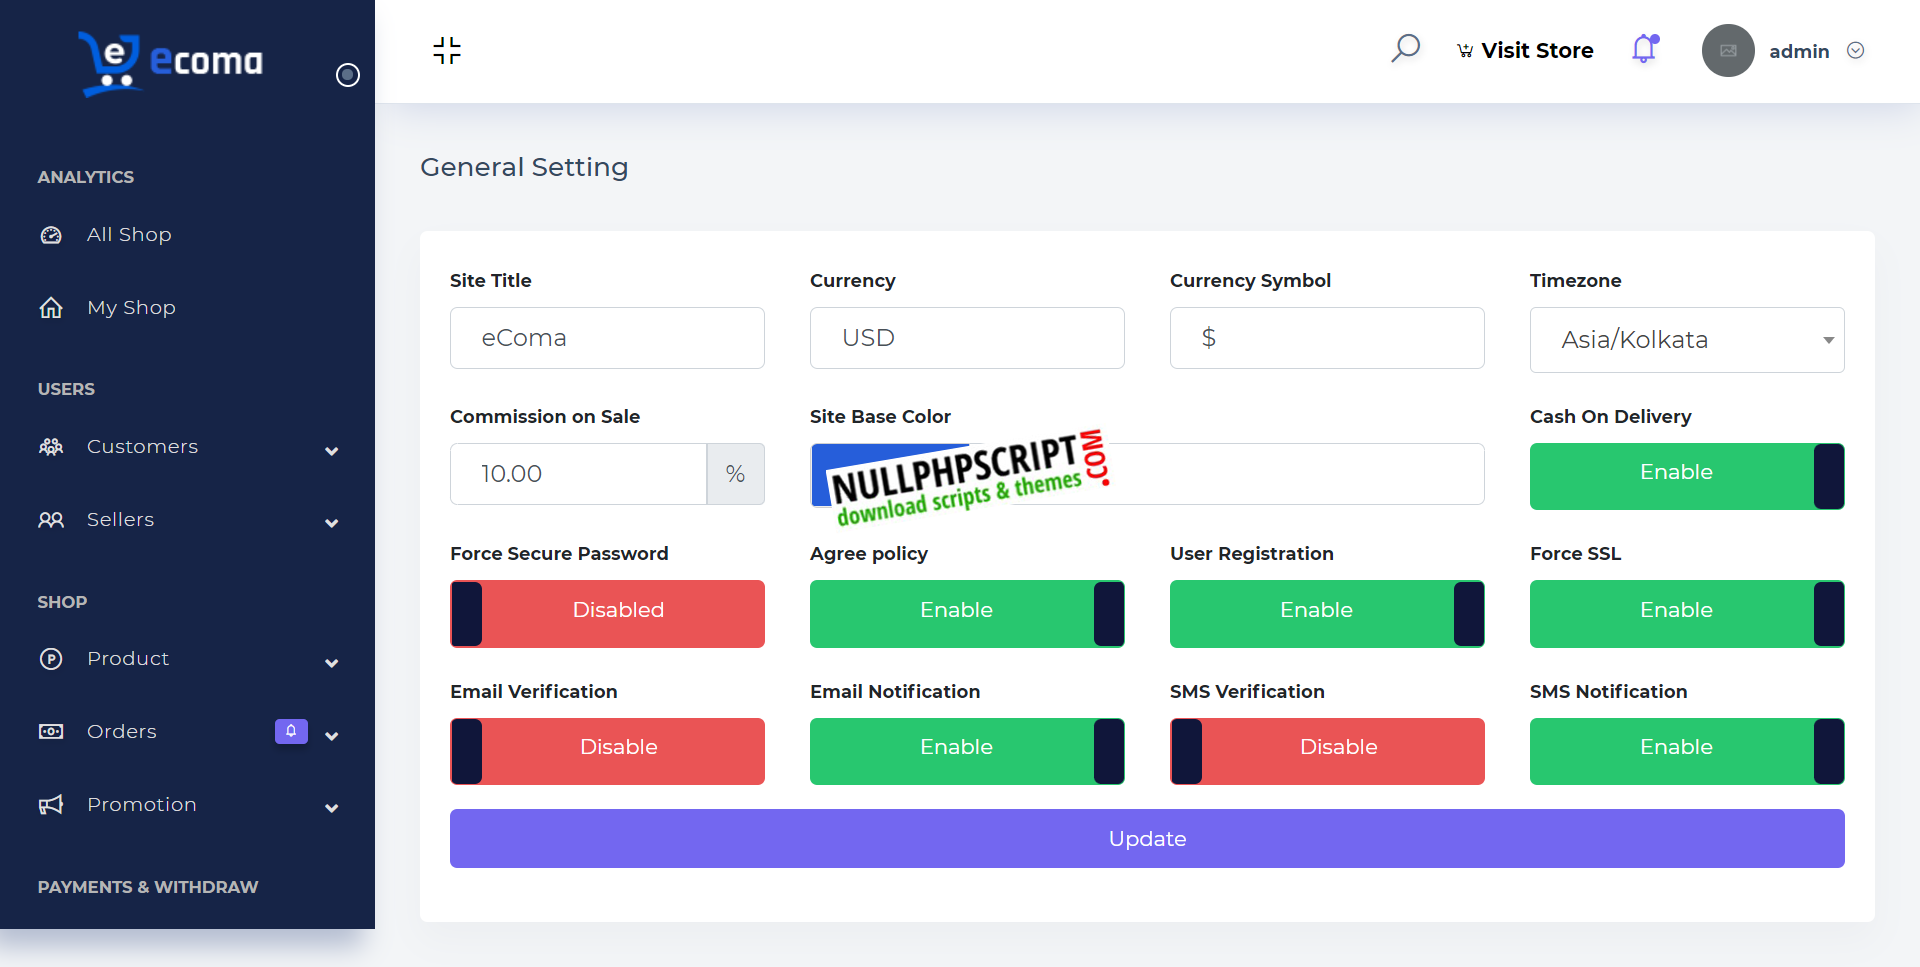 ecoma
Visit Store
admin
ANALYTICS
All Shop
My Shop
USERS
Customers
Sellers
SHOP
Product
Orders
Promotion
PAYMENTS & WITHDRAW
General Setting
Site Title
Currency
Currency Symbol
Timezone
eComa
USD
$
Asia/Kolkata
Commission on Sale
Site Base Color
Cash On Delivery
10.00
%
NULLPHPSCRIPT.COM
download scripts & themes
Enable
Force Secure Password
Agree policy
User Registration
Force SSL
Disabled
Enable
Enable
Enable
Email Verification
Email Notification
SMS Verification
SMS Notification
Disable
Enable
Disable
Enable
Update